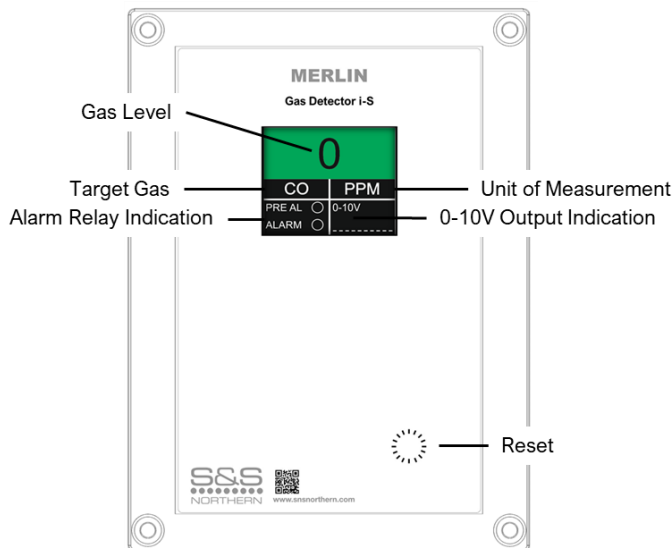 MERLIN
Gas Detector i-S
Gas Level
0
Target Gas
CO
PPM
Unit of Measurement
Alarm Relay Indication
PRE AL
0-10V
0-10V Output Indication
ALARM
Reset
S&S
NORTHERN
www.snsnorthern.com